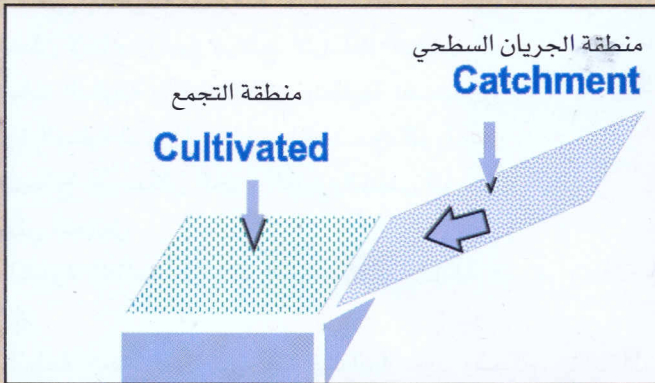 منطقة الجريان السطحي
Catchment
منطقة التجمع
Cultivated